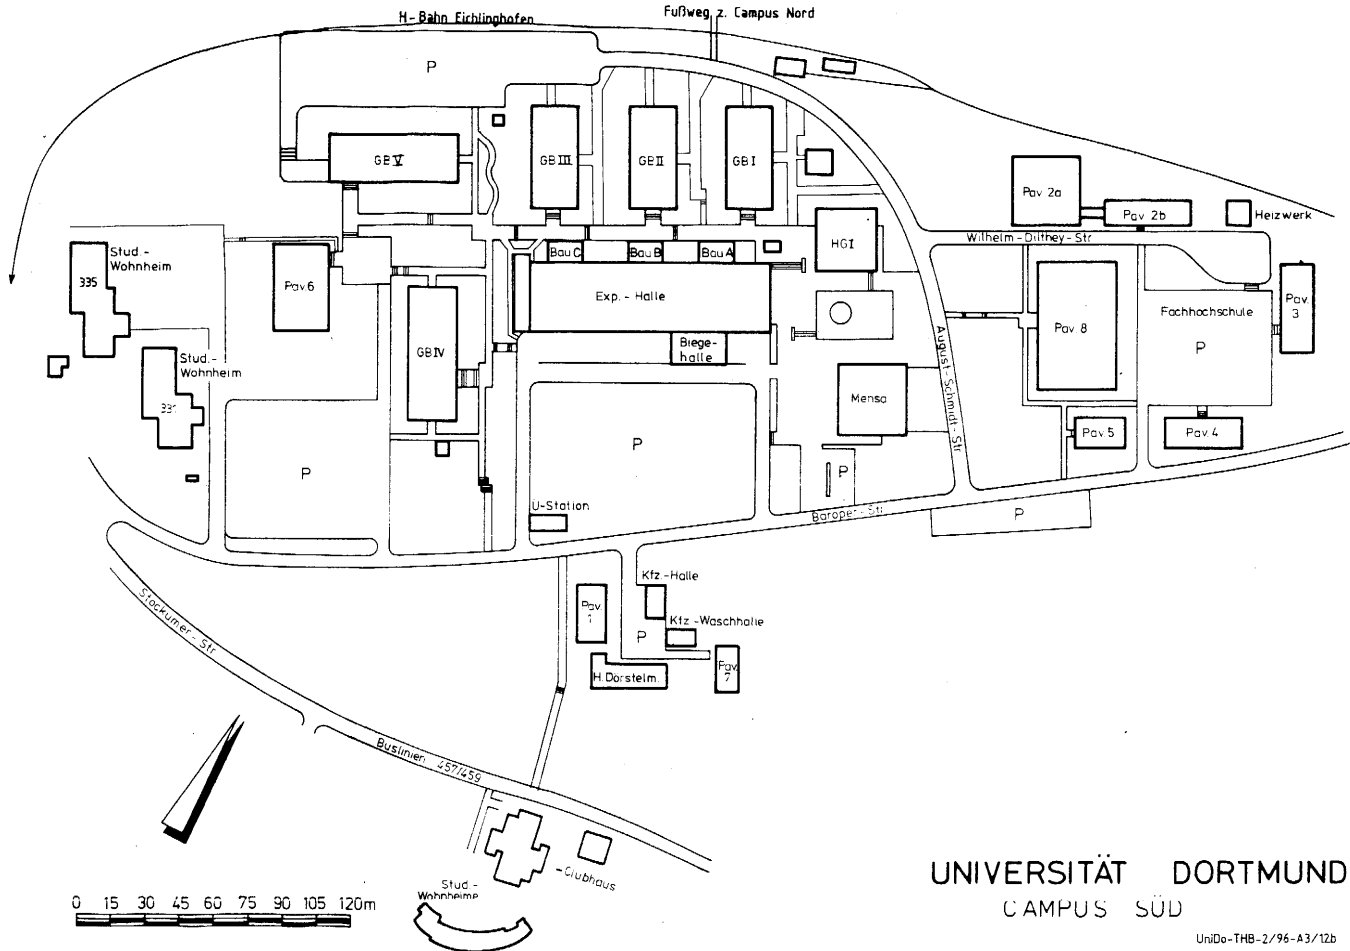 H-Bahn Eichlinghofen
Fußweg z. Campus Nord
P
GB V
GB III
GB II
GB I
Pav. 2a
Pav. 2b
Heizwerk
Wilhelm-Dilthey-Str
HG I
Bau C
Bau B
Bau A
Stud.-
Wohnheim
335
Pav. 6
Exp.-Halle
Pav.
3
Fachhochschule
Pav. 8
P
GB IV
Biege-
halle
August-Schmidt-Str
Stud.-
Wohnheim
Mensa
Pav. 5
Pav. 4
P
P
P
Ü-Station
Baroper-Str
P
Kfz.-Halle
Pav.
1
Kfz-Waschhalle
P
Stockumer-Str
H. Dörstelm.
Pav.
7
Buslinien 457/459
-Clubhaus
Stud.-
Wohnheime
0 15 30 45 60 75 90 105 120m
UNIVERSITÄT DORTMUND
CAMPUS SÜD
UniDo-THB-2/96-A3/12b